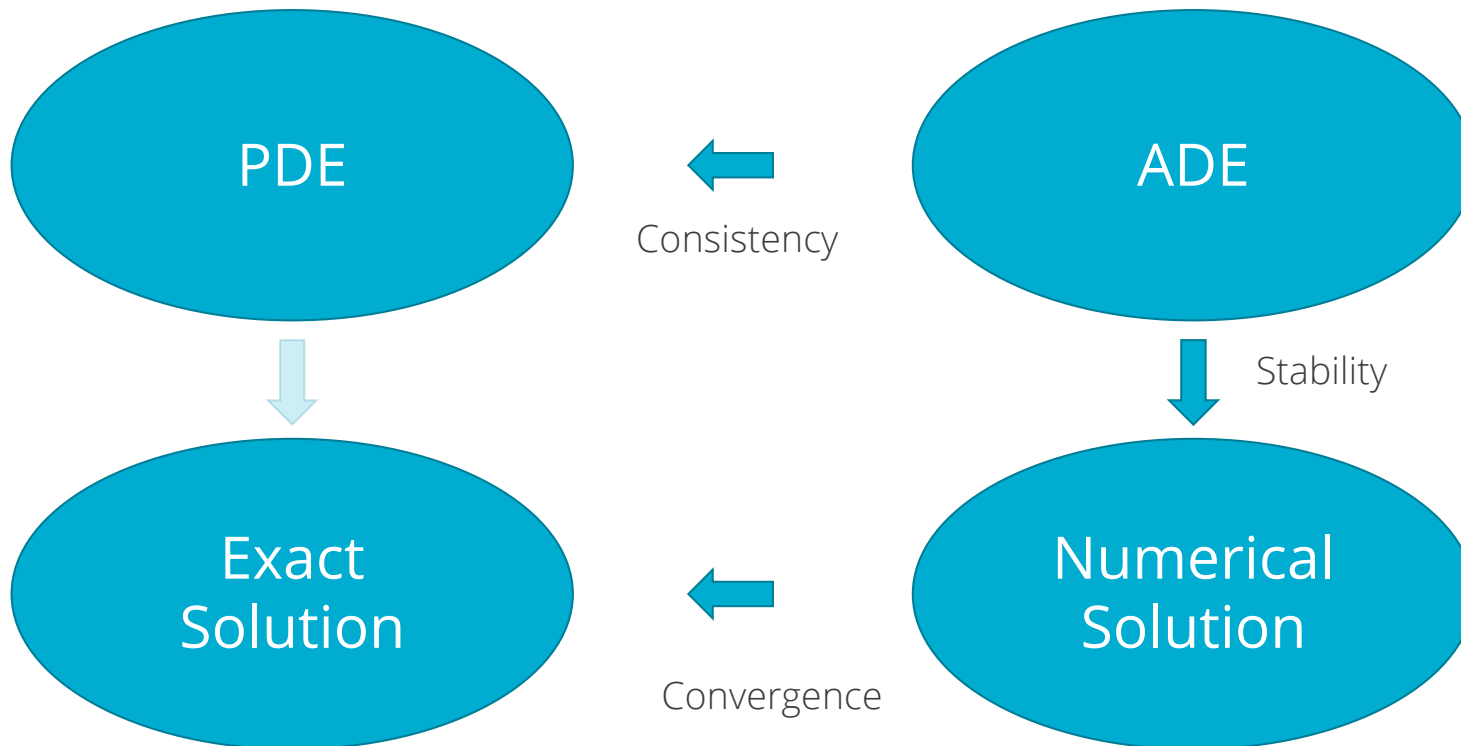 PDE
ADE
Consistency
Stability
Exact
Solution
Numerical
Solution
Convergence